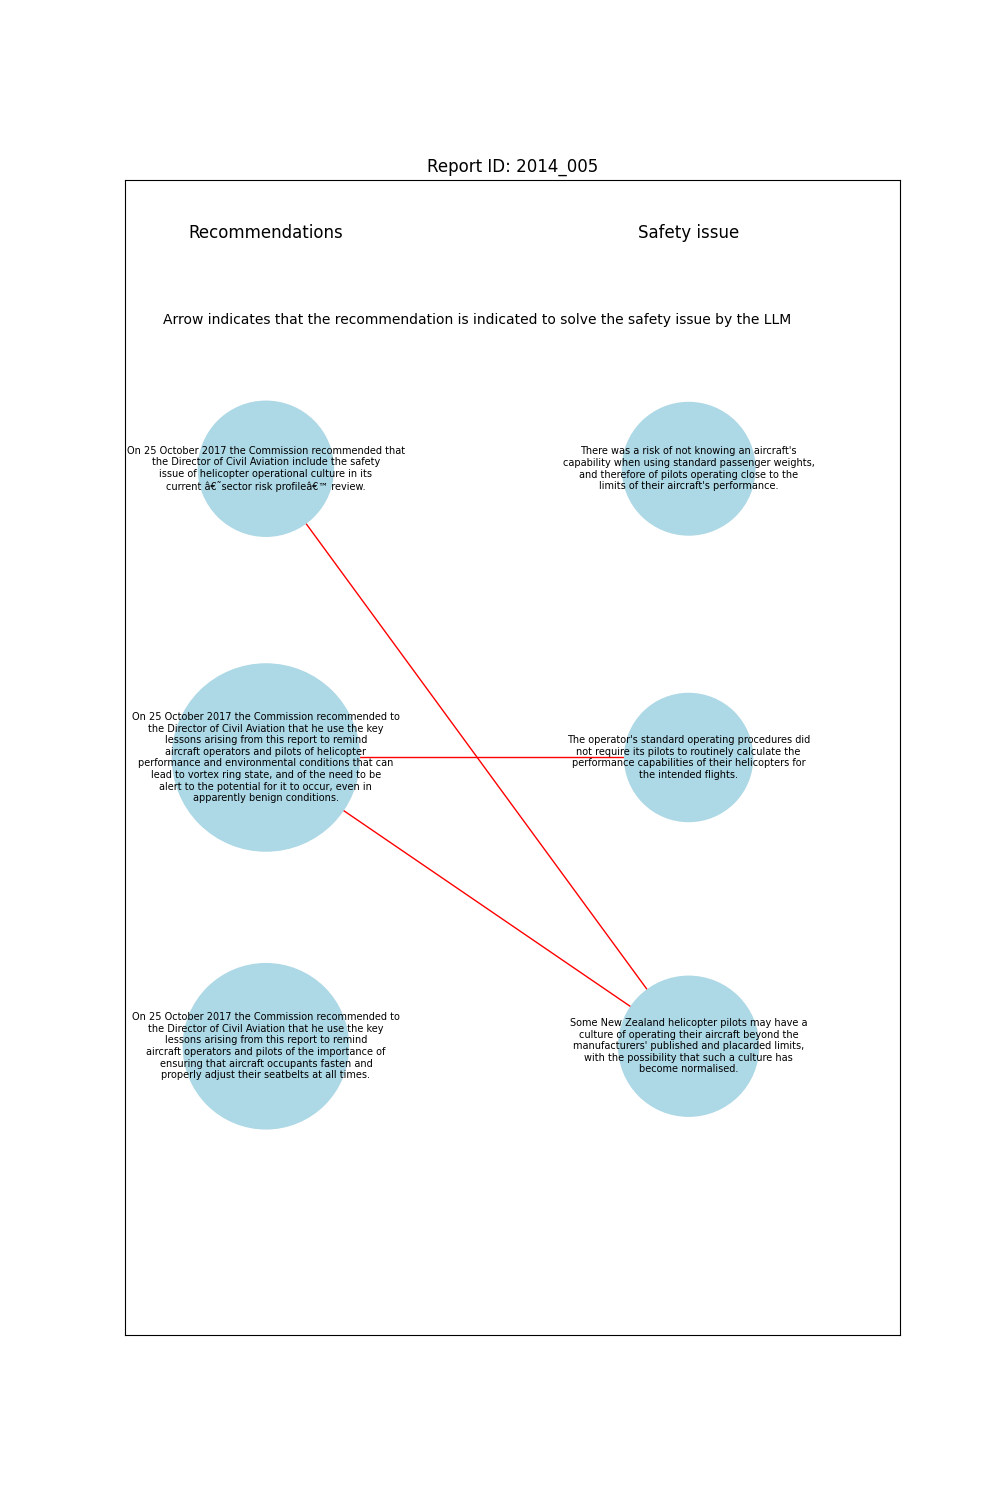 Report ID: 2014_005
Recommendations
Safety issue
Arrow indicates that the recommendation is indicated to solve the safety issue by the LLM
On 25 October 2017 the Commission recommended that
the Director of Civil Aviation include the safety
issue of helicopter operational culture in its
current â€˜sector risk profileâ€™ review.
There was a risk of not knowing an aircraft's
capability when using standard passenger weights,
and therefore of pilots operating close to the
limits of their aircraft's performance.
On 25 October 2017 the Commission recommended to
the Director of Civil Aviation that he use the key
lessons arising from this report to remind
aircraft operators and pilots of helicopter
performance and environmental conditions that can
lead to vortex ring state, and of the need to be
alert to the potential for it to occur, even in
apparently benign conditions.
The operator's standard operating procedures did
not require its pilots to routinely calculate the
performance capabilities of their helicopters for
the intended flights.
On 25 October 2017 the Commission recommended to
the Director of Civil Aviation that he use the key
lessons arising from this report to remind
aircraft operators and pilots of the importance of
ensuring that aircraft occupants fasten and
properly adjust their seatbelts at all times.
Some New Zealand helicopter pilots may have a
culture of operating their aircraft beyond the
manufacturers' published and placarded limits,
with the possibility that such a culture has
become normalised.